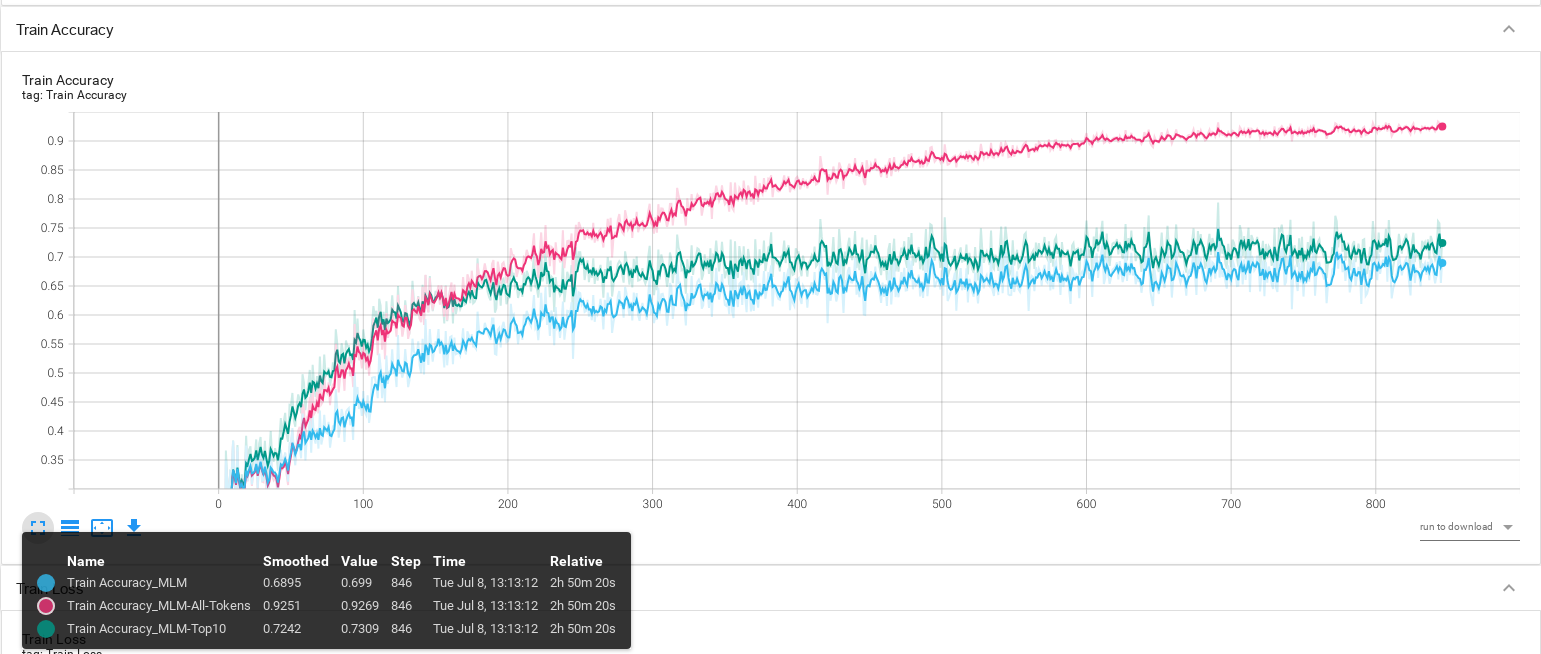 Train Accuracy
Train Accuracy
tag: Train Accuracy
0.9
0.85
0.8
0.75
0.7
0.65
0.6
0.55
0.5
0.45
0.4
0.35
0 100 200 300 400 500 600 700 800
run to download
Name Smoothed Value Step Time Relative
Train Accuracy_MLM 0.6895 0.699 846 Tue Jul 8, 13:13:12 2h 50m 20s
Train Accuracy_MLM-All-Tokens 0.9251 0.9269 846 Tue Jul 8, 13:13:12 2h 50m 20s
Train Accuracy_MLM-Top10 0.7242 0.7309 846 Tue Jul 8, 13:13:12 2h 50m 20s
Train Loss
Train Loss
tag: Train Loss